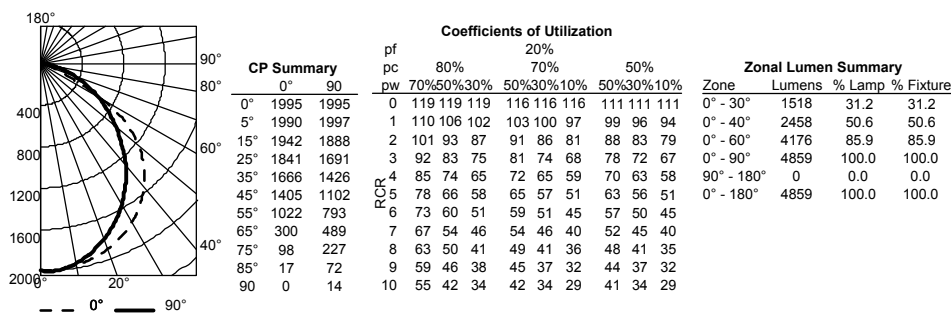 180°
90°
80°
60°
40°
20°
0°
400
800
1200
1600
2000
0° 90°
CP Summary
0° 90
0° 1995 1995
5° 1990 1997
15° 1942 1888
25° 1841 1691
35° 1666 1426
45° 1405 1102
55° 1022 793
65° 300 489
75° 98 227
85° 17 72
90 0 14
Coefficients of Utilization
pf 20%
pc 80% 70% 50%
pw 70%50%30% 50%30%10% 50%30%10%
RCR
0 119 119 119 116 116 116 111 111 111
1 110 106 102 103 100 97 99 96 94
2 101 93 87 91 86 81 88 83 79
3 92 83 75 81 74 68 78 72 67
4 85 74 65 72 65 59 70 63 58
5 78 66 58 65 57 51 63 56 51
6 73 60 51 59 51 45 57 50 45
7 67 54 46 54 46 40 52 45 40
8 63 50 41 49 41 36 48 41 35
9 59 46 38 45 37 32 44 37 32
10 55 42 34 42 34 29 41 34 29
Zonal Lumen Summary
Zone Lumens % Lamp % Fixture
0° - 30° 1518 31.2 31.2
0° - 40° 2458 50.6 50.6
0° - 60° 4176 85.9 85.9
0° - 90° 4859 100.0 100.0
90° - 180° 0 0.0 0.0
0° - 180° 4859 100.0 100.0